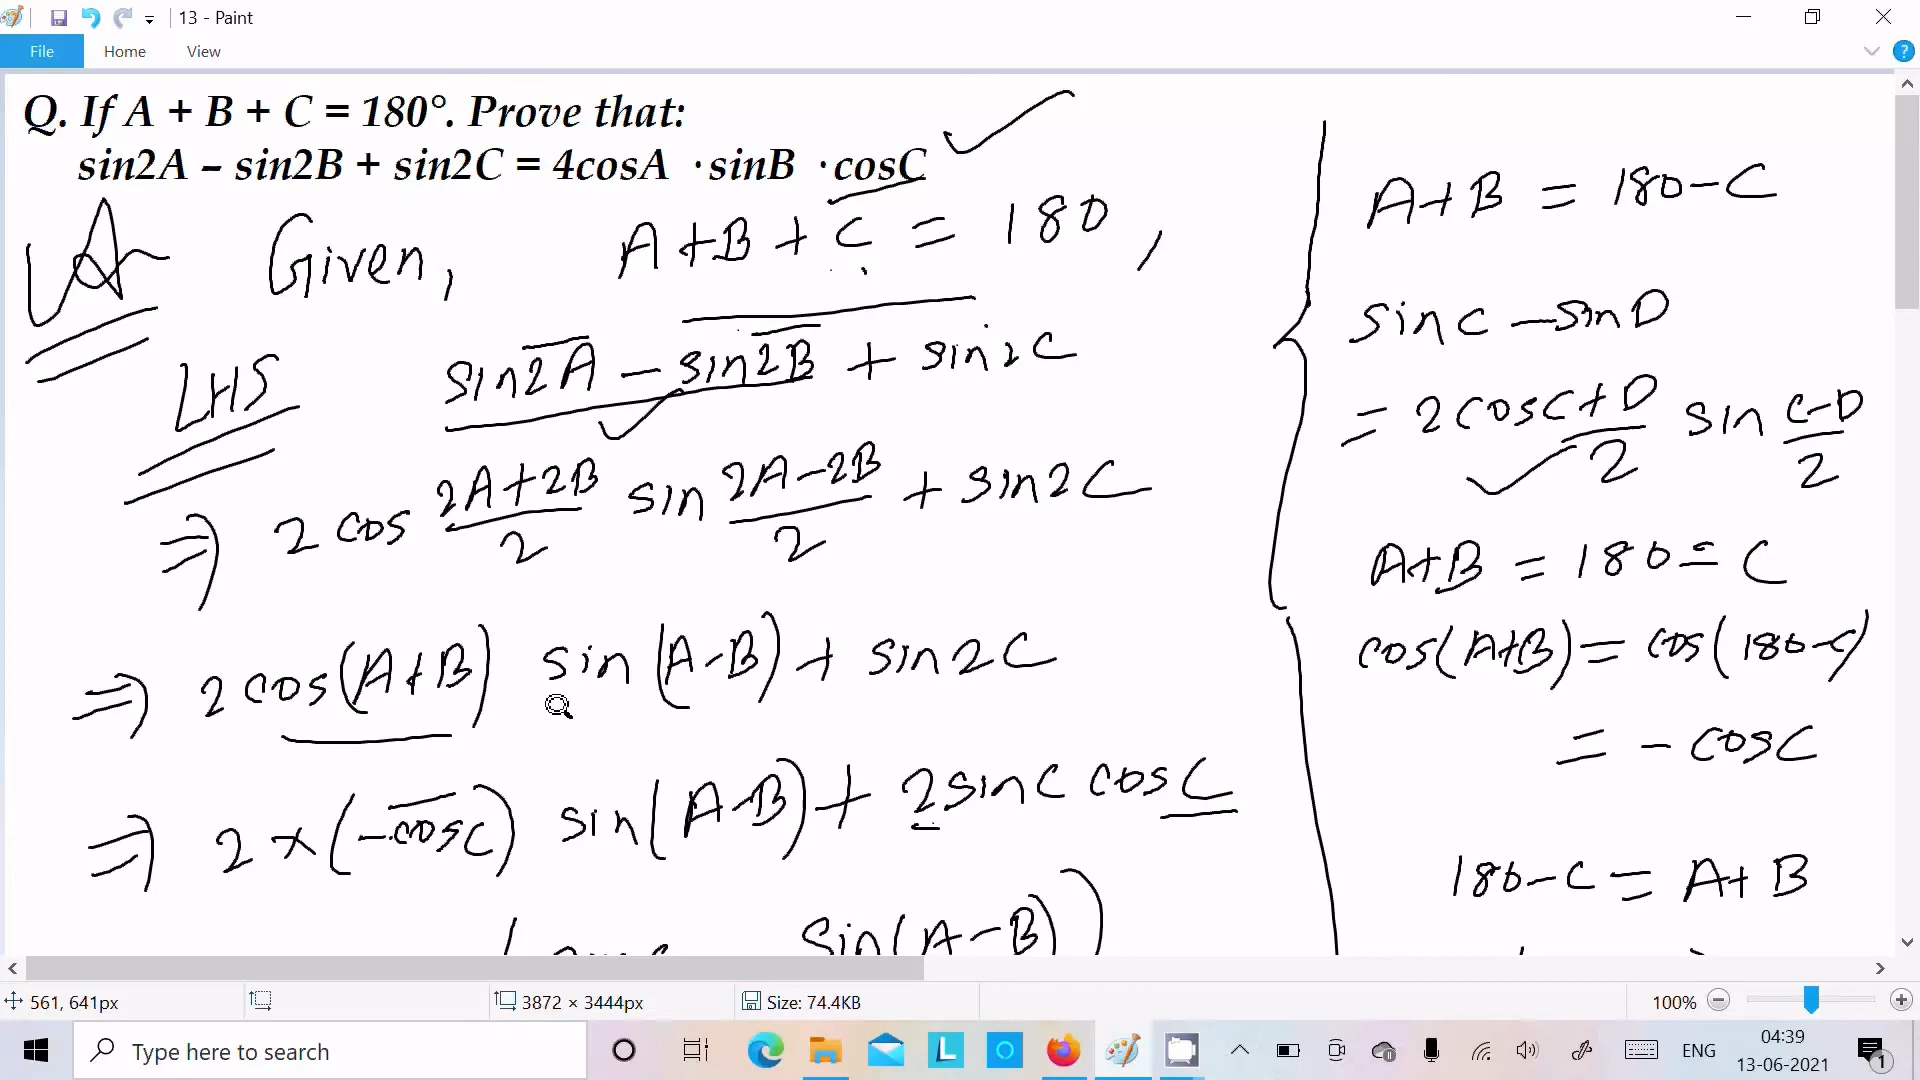 13 - Paint
File Home View
Q. If A + B + C = 180°. Prove that:
sin2A – sin2B + sin2C = 4cosA ·sinB ·cosC
Given, A+B+C = 180,
LHS sin2A - sin2B + sin2C
⇒ 2 cos (2A+2B)/2 sin (2A-2B)/2 + sin2C
⇒ 2cos(A+B) sin(A-B) + sin2C
⇒ 2×(-cosC) sin(A-B) + 2sinC cosC
sin(A-B))
A+B = 180-C
sinC - sinD
= 2cos (C+D)/2 sin (C-D)/2
A+B = 180-C
cos(A+B) = cos(180-C)
= -cosC
180-C = A+B
561, 641px
3872 × 3444px
Size: 74.4KB
100%
Type here to search
ENG
04:39
13-06-2021
1